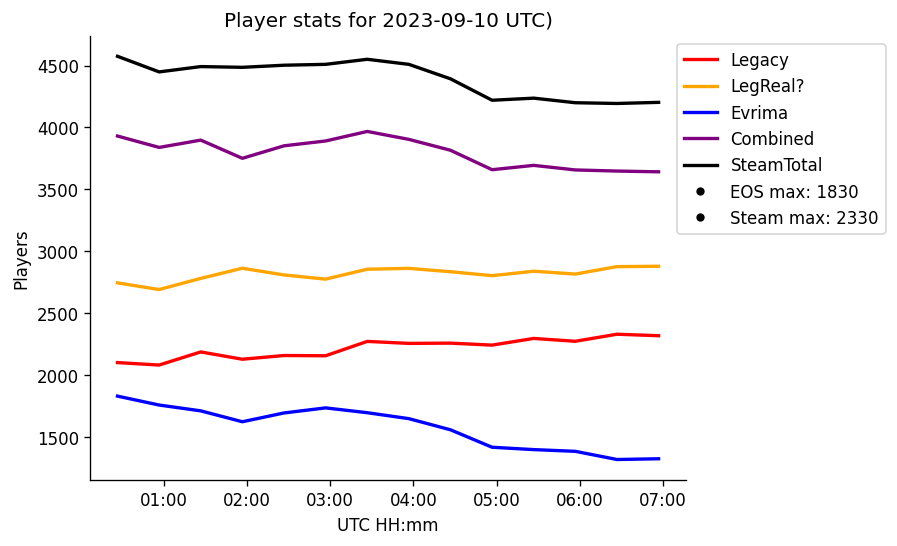 Player stats for 2023-09-10 UTC)
Players
4500
4000
3500
3000
2500
2000
1500
01:00 02:00 03:00 04:00 05:00 06:00 07:00
UTC HH:mm
Legacy
LegReal?
Evrima
Combined
SteamTotal
EOS max: 1830
Steam max: 2330